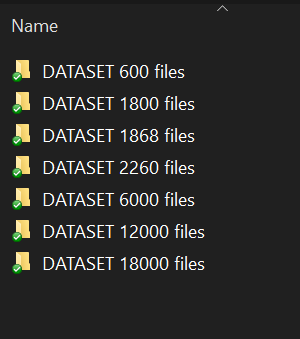 Name
DATASET 600 files
DATASET 1800 files
DATASET 1868 files
DATASET 2260 files
DATASET 6000 files
DATASET 12000 files
DATASET 18000 files